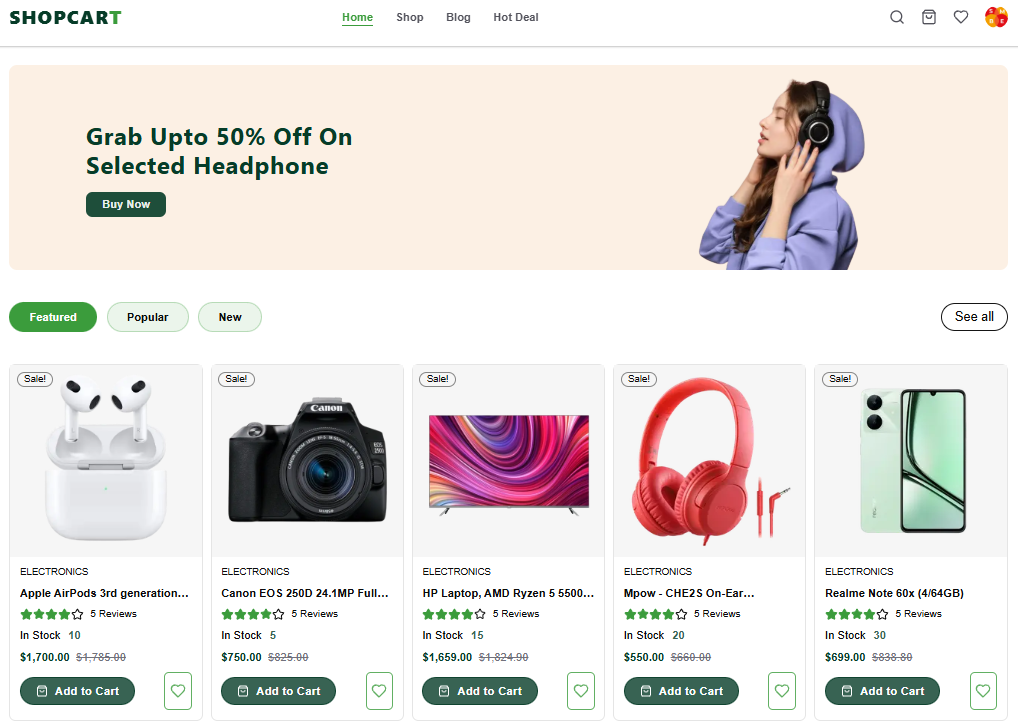 SHOPCART
Home Shop Blog Hot Deal
Grab Upto 50% Off On
Selected Headphone
Buy Now
Featured Popular New See all
Sale! Sale! Sale! Sale! Sale!
Canon
ELECTRONICS ELECTRONICS ELECTRONICS ELECTRONICS ELECTRONICS
Apple AirPods 3rd generation... Canon EOS 250D 24.1MP Full... HP Laptop, AMD Ryzen 5 5500... Mpow - CHE2S On-Ear... Realme Note 60x (4/64GB)
5 Reviews 5 Reviews 5 Reviews 5 Reviews 5 Reviews
In Stock 10 In Stock 5 In Stock 15 In Stock 20 In Stock 30
$1,700.00 $1,785.00 $750.00 $825.00 $1,659.00 $1,824.90 $550.00 $660.00 $699.00 $838.80
Add to Cart Add to Cart Add to Cart Add to Cart Add to Cart